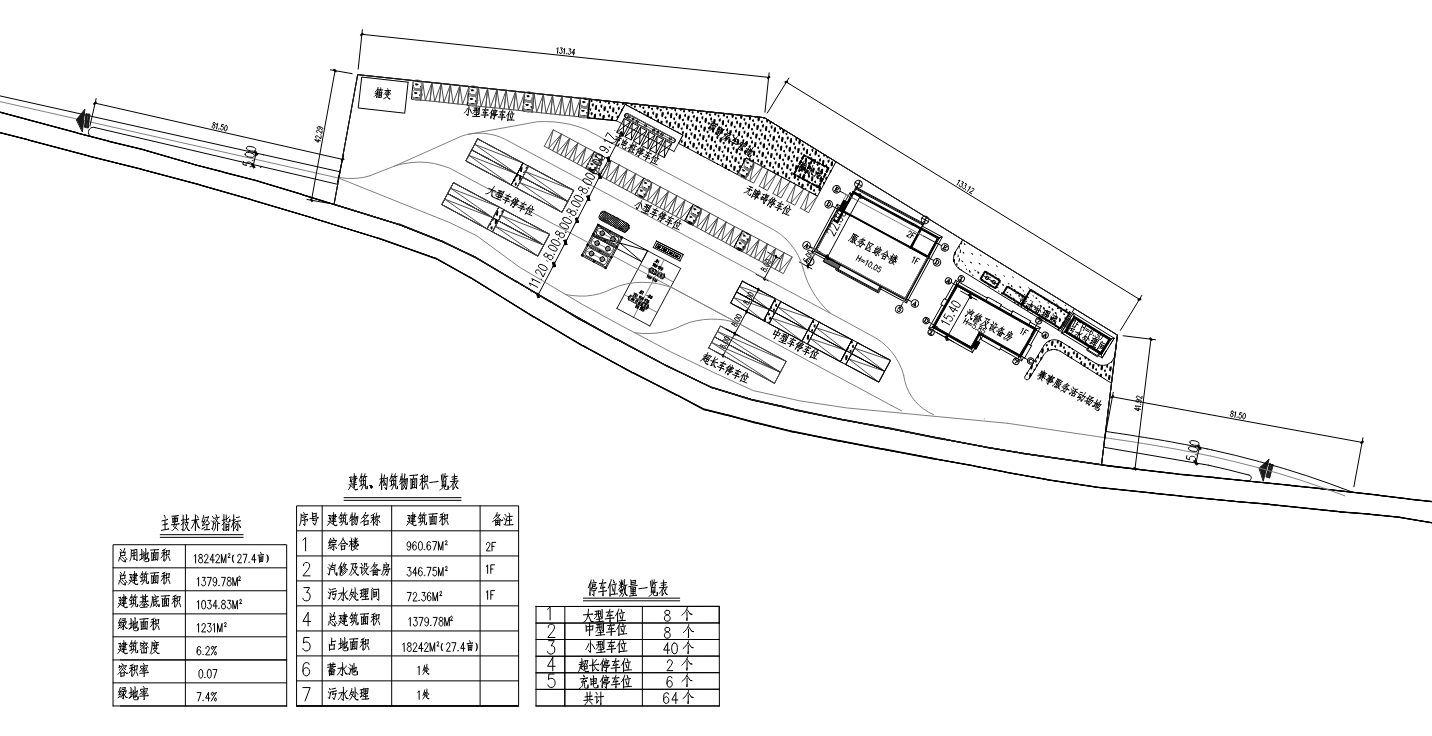 131.34
箱变
小型车停车位
81.50
5.00
42.29
9.17
8.00
8.00
8.00
8.00
11.20
大型车停车位
小型车停车位
无障碍停车位
133.12
2F
服务区综合楼
H=10.05
1F
15.40
汽修及设备房
1F
8.00
8.00
中型车停车位
超长车停车位
赛事服务活动场地
41.92
81.50
5.00
建筑、构筑物面积一览表
序号 建筑物名称 建筑面积 备注
1 综合楼 960.67M² 2F
2 汽修及设备房 346.75M² 1F
3 污水处理间 72.36M² 1F
4 总建筑面积 1379.78M²
5 占地面积 18242M²(27.4亩)
6 蓄水池 1处
7 污水处理 1处
主要技术经济指标
总用地面积 18242M²(27.4亩)
总建筑面积 1379.78M²
建筑基底面积 1034.83M²
绿地面积 1231M²
建筑密度 6.2%
容积率 0.07
绿地率 7.4%
停车位数量一览表
1 大型车位 8 个
2 中型车位 8 个
3 小型车位 40 个
4 超长停车位 2 个
5 充电停车位 6 个
共计 64 个